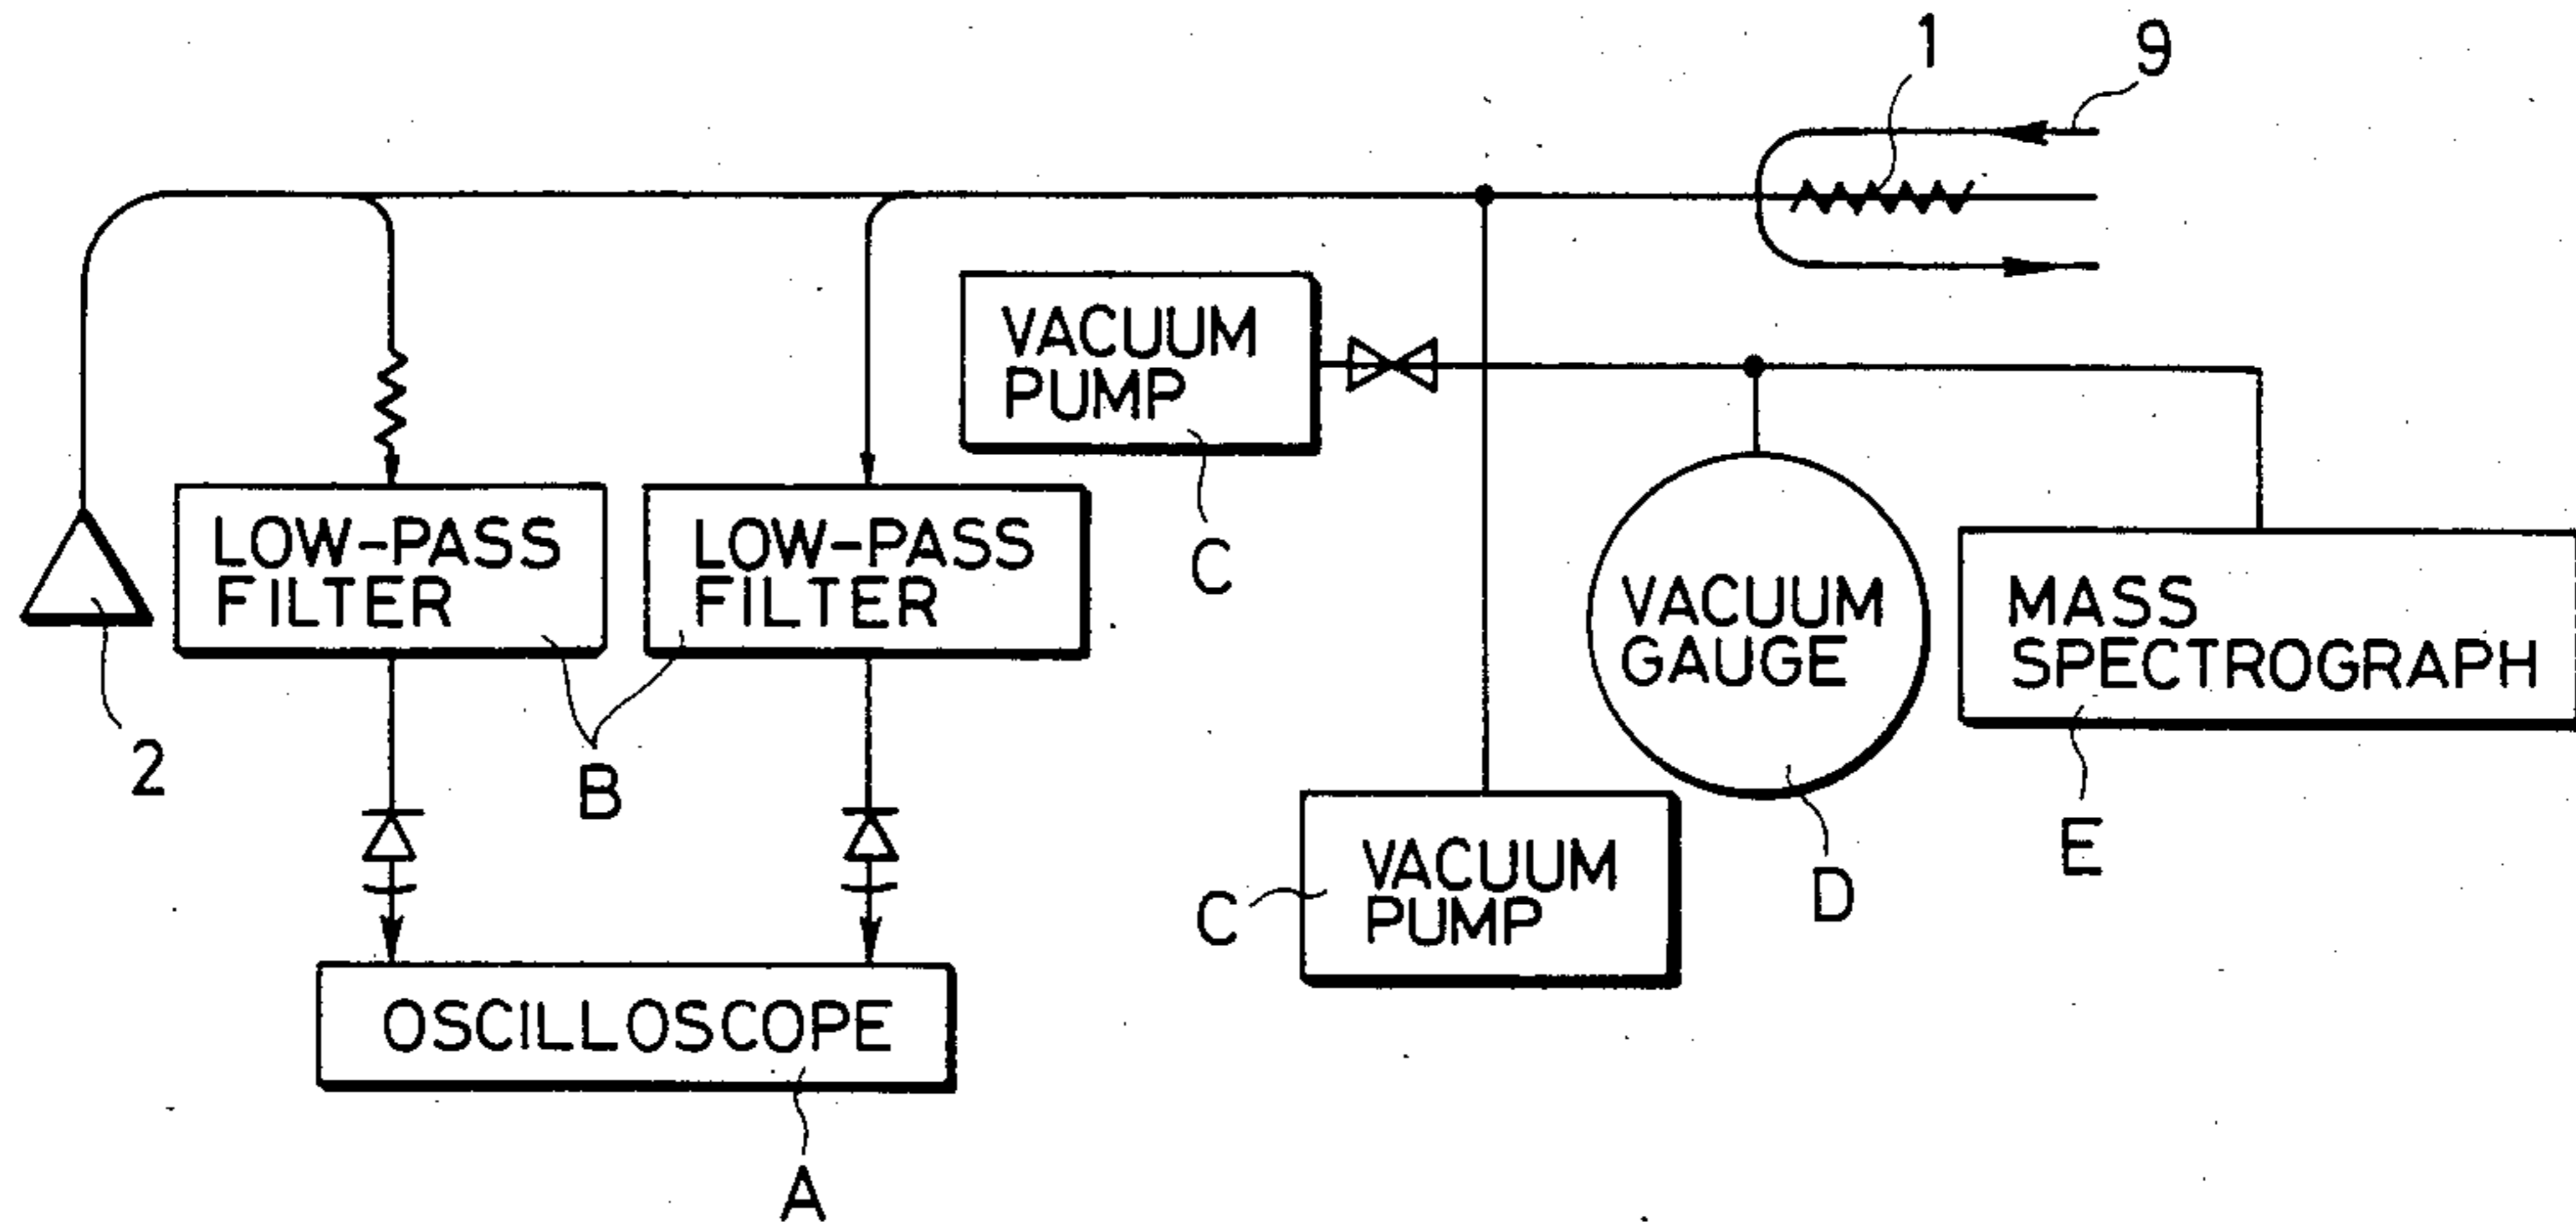 1
9
VACUUM
PUMP
C
LOW-PASS
FILTER
LOW-PASS
FILTER
2
B
VACUUM
GAUGE
D
MASS
SPECTROGRAPH
E
VACUUM
PUMP
C
OSCILLOSCOPE
A